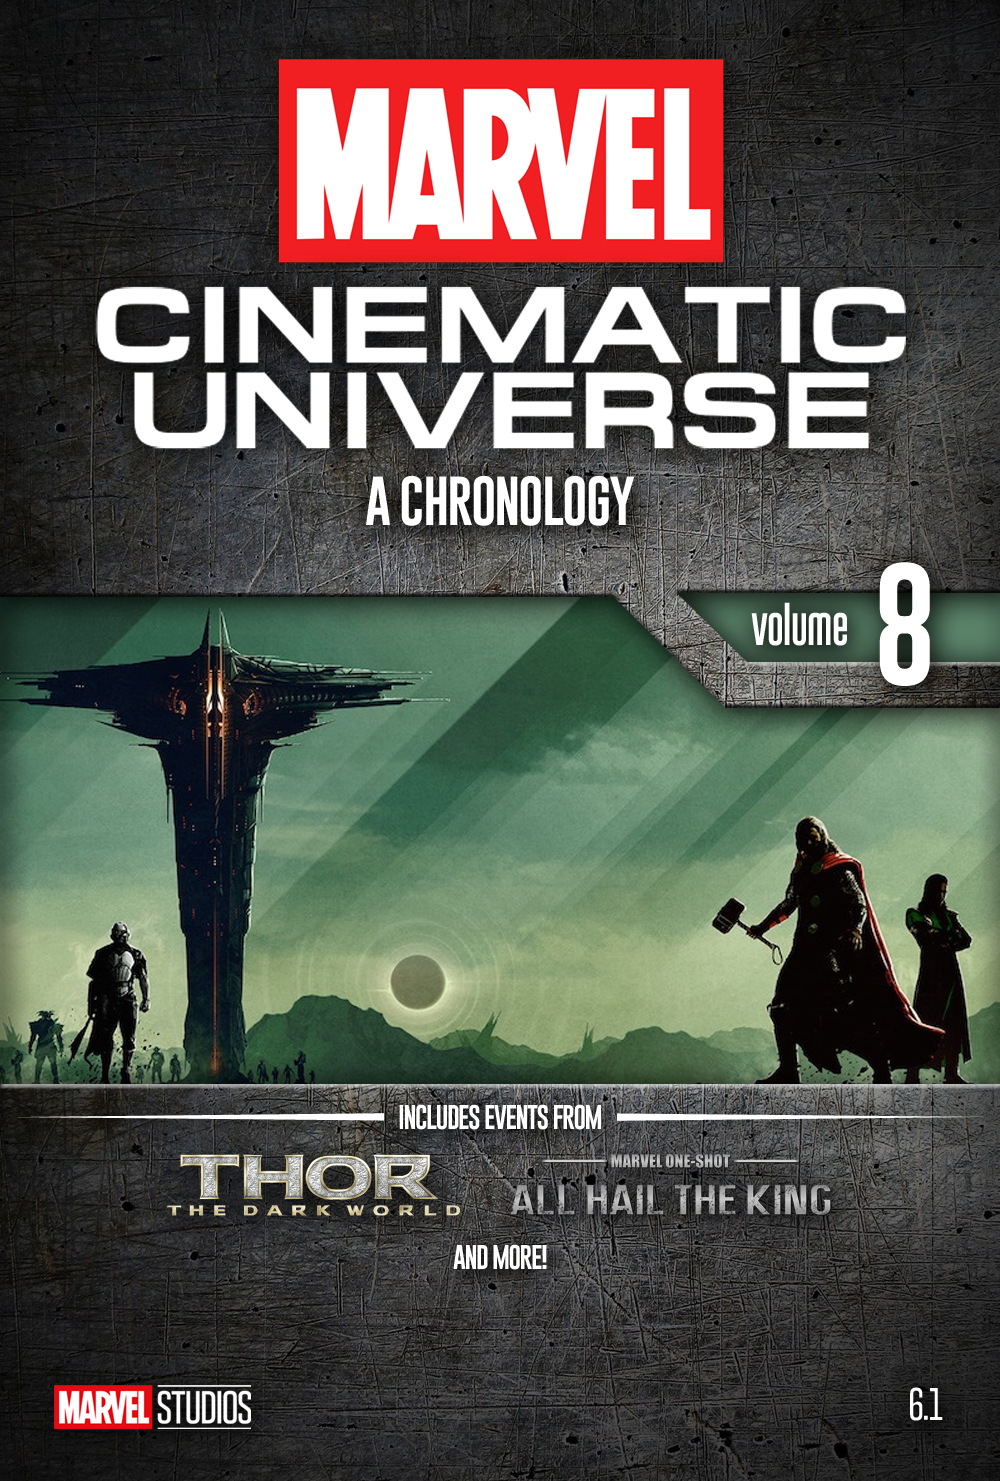 MARVEL
CINEMATIC
UNIVERSE
A CHRONOLOGY
volume 8
INCLUDES EVENTS FROM
THOR
THE DARK WORLD
MARVEL ONE-SHOT
ALL HAIL THE KING
AND MORE!
MARVEL STUDIOS
6.1